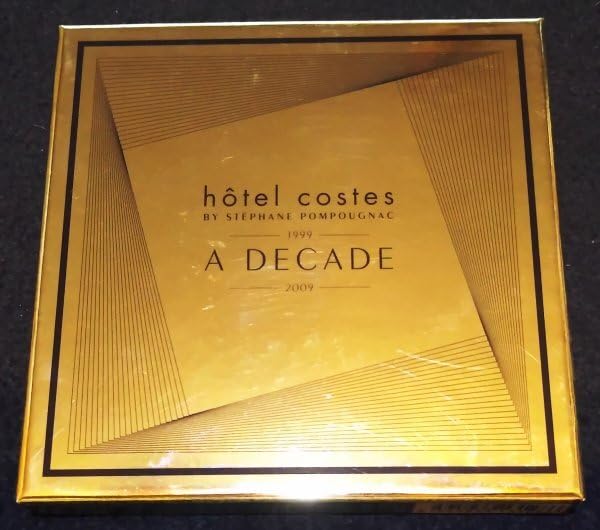 hôtel costes
BY STÉPHANE POMPOUGNAC
1999
A DECADE
2009